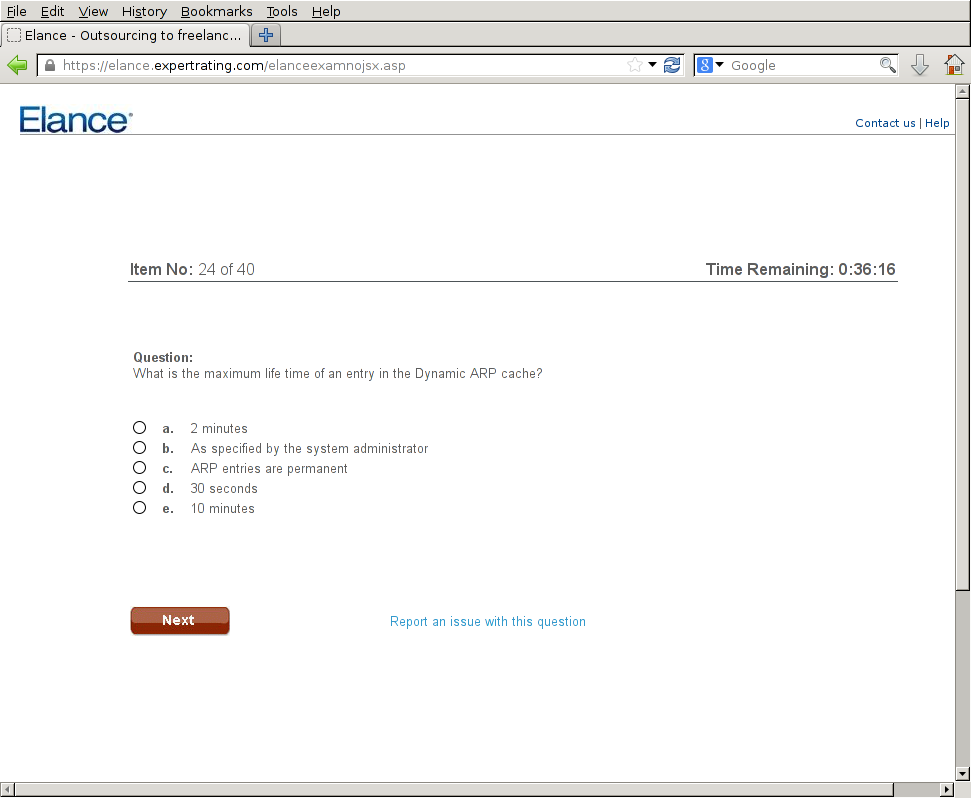 File Edit View History Bookmarks Tools Help
Elance - Outsourcing to freelanc...
https://elance.expertrating.com/elanceexamnojsx.asp
8 Google
Elance
Contact us | Help
Item No: 24 of 40
Time Remaining: 0:36:16
Question:
What is the maximum life time of an entry in the Dynamic ARP cache?
a. 2 minutes
b. As specified by the system administrator
c. ARP entries are permanent
d. 30 seconds
e. 10 minutes
Next
Report an issue with this question